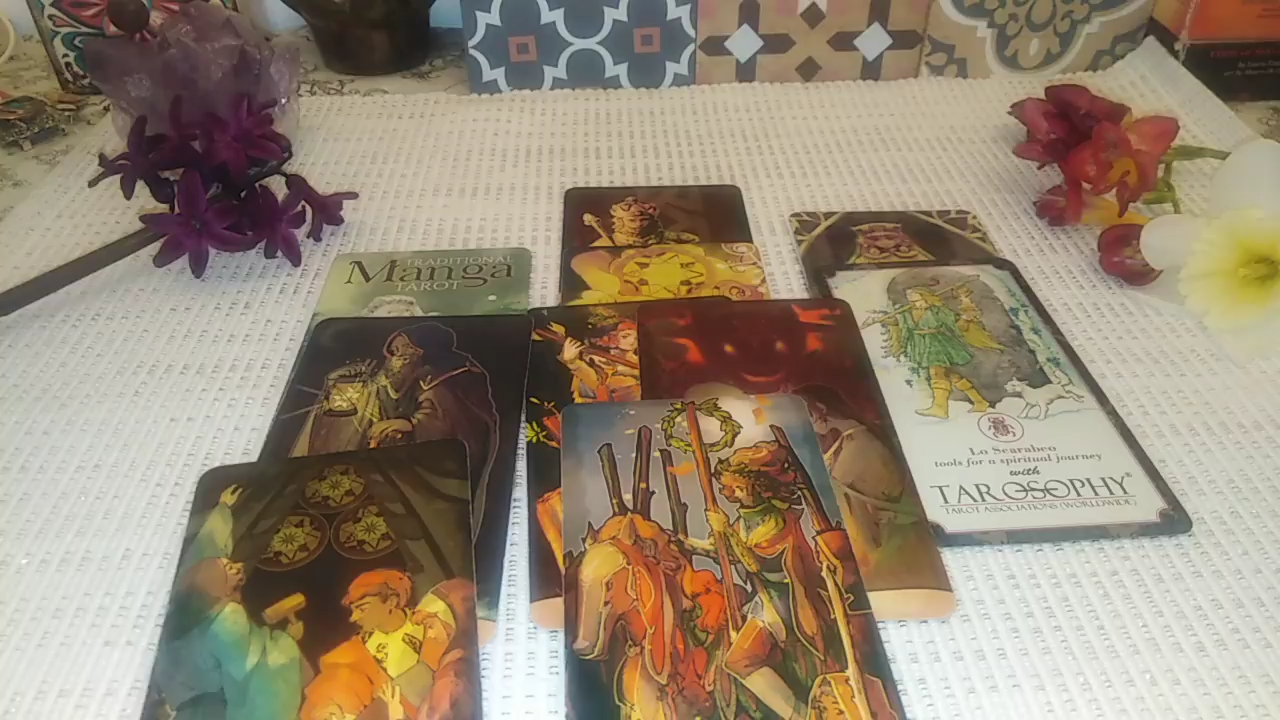 TRADITIONAL
Manga
TAROT
Lo Scarabeo
tools for a spiritual journey
with
TAROSOPHY®
TAROT ASSOCIATIONS (WORLDWIDE)